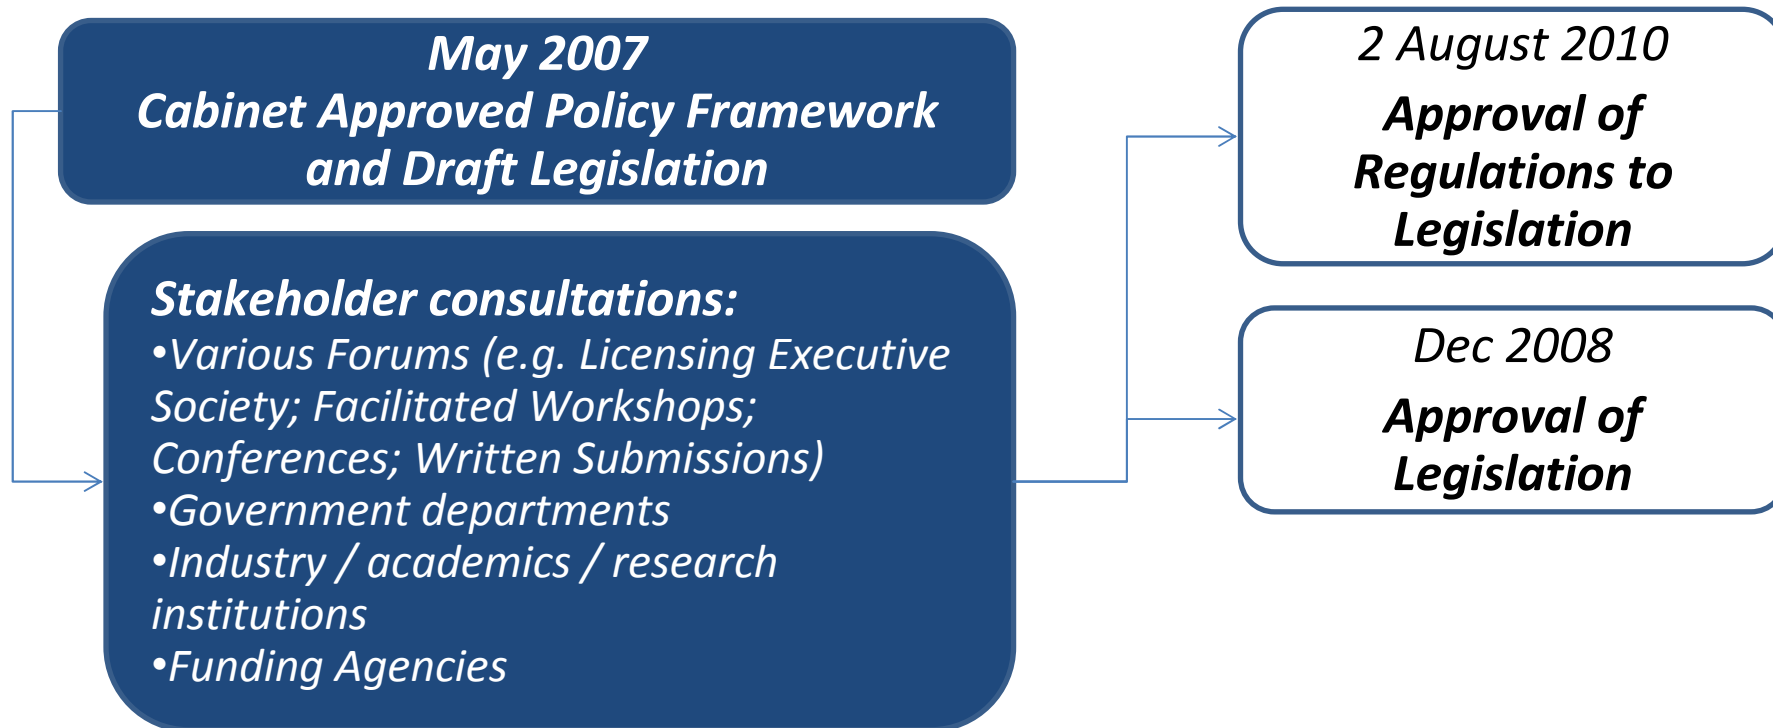 May 2007
Cabinet Approved Policy Framework
and Draft Legislation
Stakeholder consultations:
•Various Forums (e.g. Licensing Executive
Society; Facilitated Workshops;
Conferences; Written Submissions)
•Government departments
•Industry / academics / research
institutions
•Funding Agencies
2 August 2010
Approval of
Regulations to
Legislation
Dec 2008
Approval of
Legislation